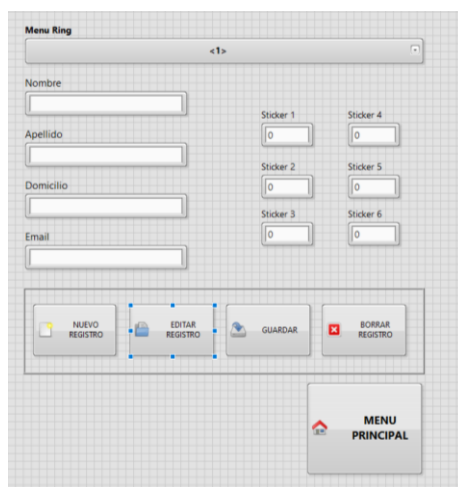 Menu Ring
<1>
Nombre
Apellido
Domicilio
Email
Sticker 1
Sticker 4
0
0
Sticker 2
Sticker 5
0
0
Sticker 3
Sticker 6
0
0
NUEVO
REGISTRO
EDITAR
REGISTRO
GUARDAR
BORRAR
REGISTRO
MENU
PRINCIPAL